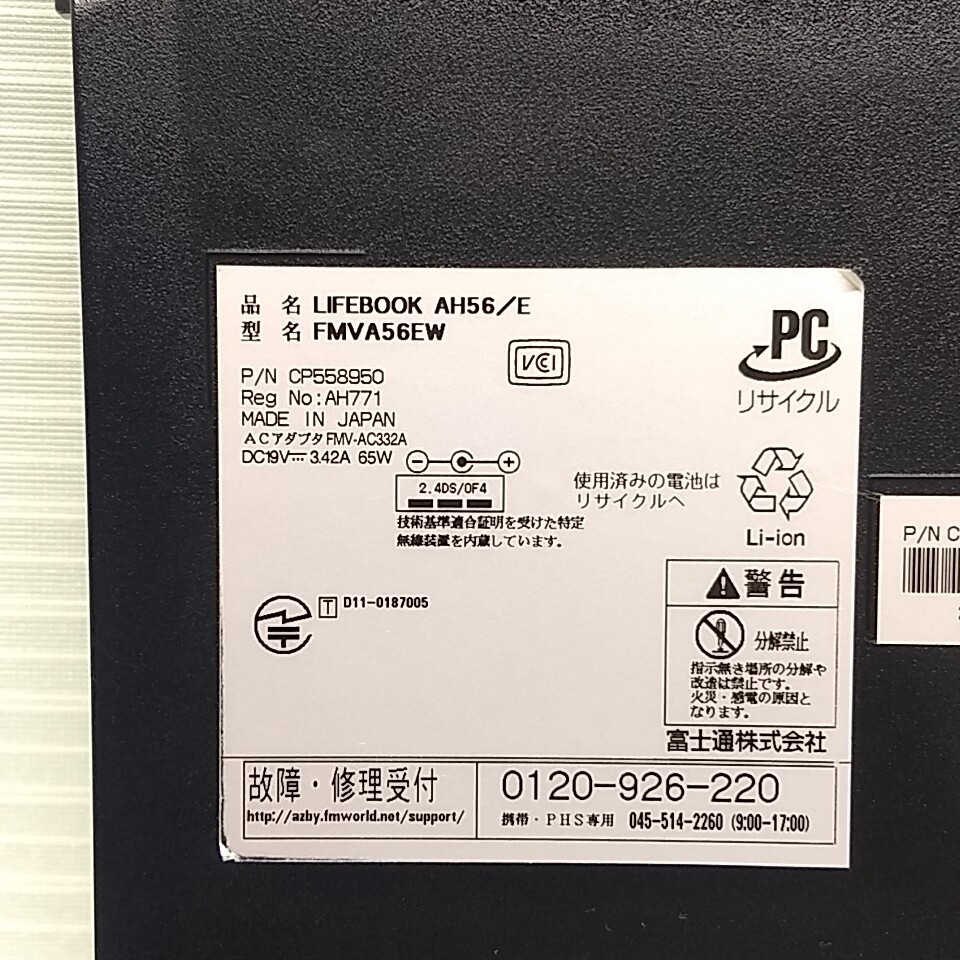 品 名 LIFEBOOK AH56/E
型 名 FMVA56EW
P/N CP558950
Reg No:AH771
MADE IN JAPAN
ACアダプタ FMV-AC332A
DC19V⎓ 3.42A 65W
VCCI
2.4DS/OF4
技術基準適合証明を受けた特定
無線装置を内蔵しています。
T D11-0187005
PC
リサイクル
使用済みの電池は
リサイクルへ
Li-ion
警告
分解禁止
指示無き場所の分解や
改造は禁止です。
火災・感電の原因と
なります。
富士通株式会社
故障・修理受付
http://azby.fmworld.net/support/
0120-926-220
携帯・PHS専用 045-514-2260 (9:00-17:00)
P/N C